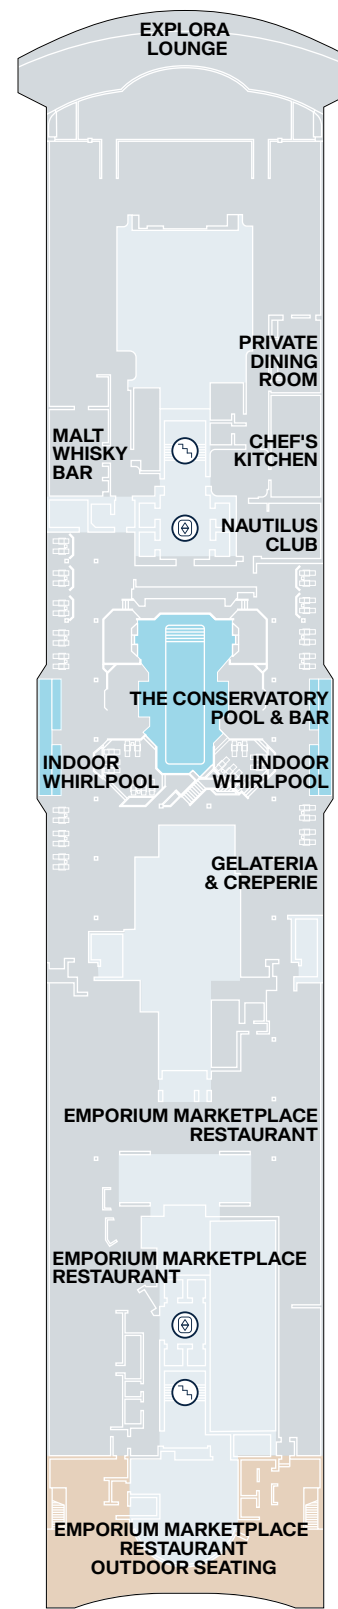 EXPLORA
LOUNGE
PRIVATE
DINING
ROOM
MALT
WHISKY
BAR
CHEF'S
KITCHEN
NAUTILUS
CLUB
THE CONSERVATORY
POOL & BAR
INDOOR
WHIRLPOOL
INDOOR
WHIRLPOOL
GELATERIA
& CREPERIE
EMPORIUM MARKETPLACE
RESTAURANT
EMPORIUM MARKETPLACE
RESTAURANT
EMPORIUM MARKETPLACE
RESTAURANT
OUTDOOR SEATING